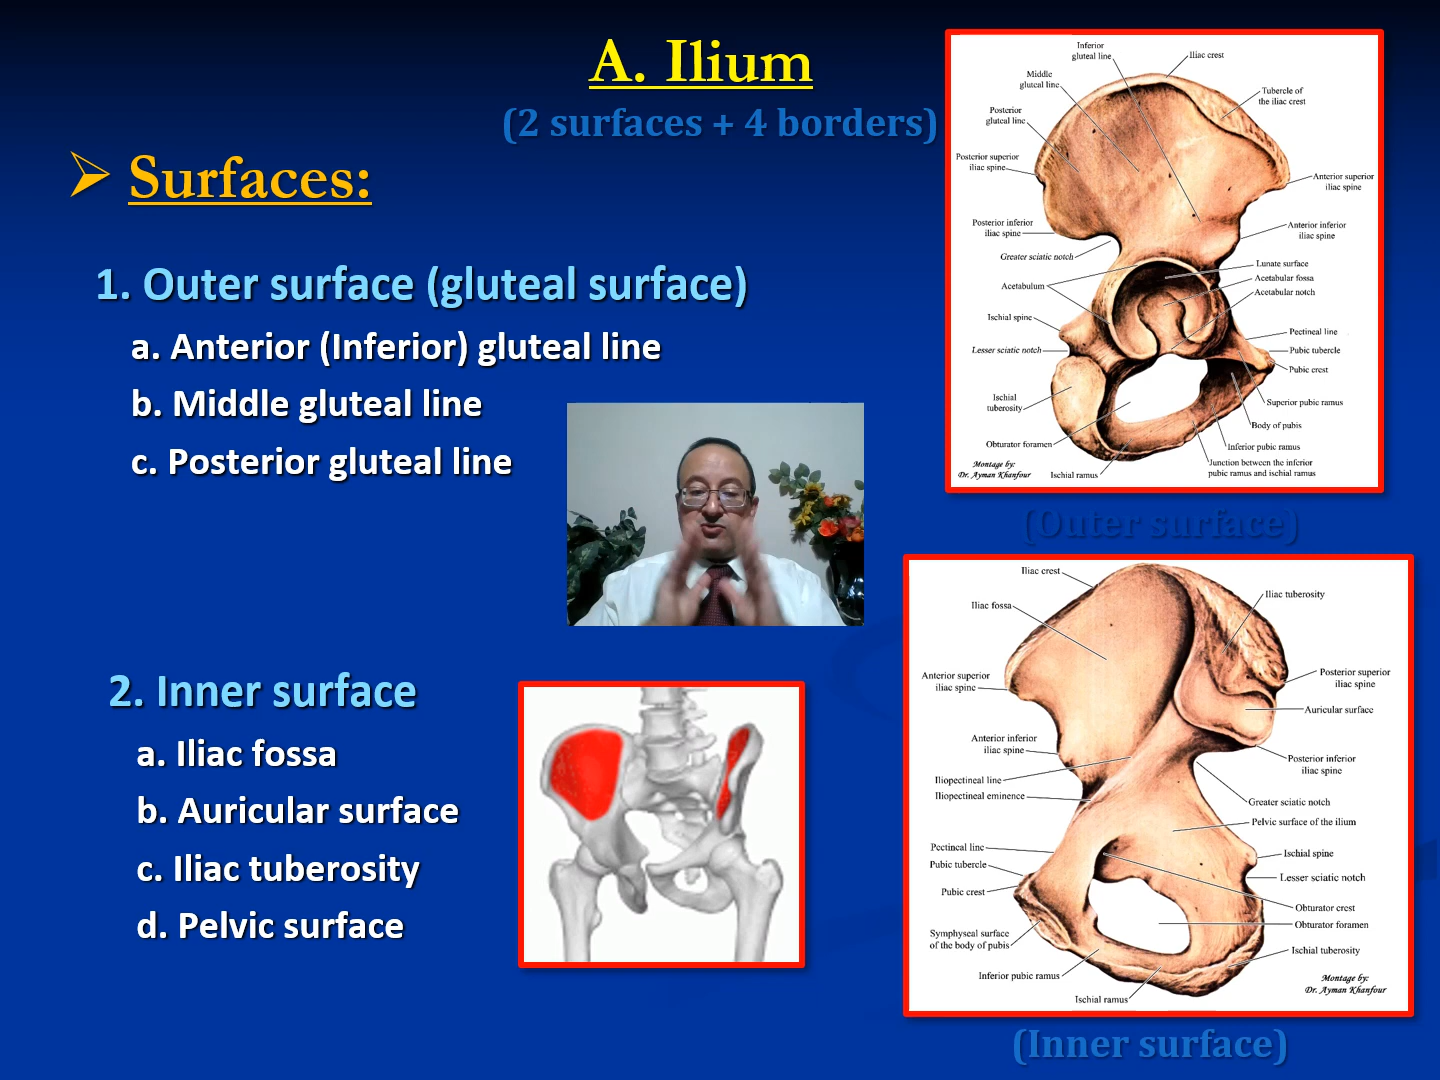 A. Ilium
(2 surfaces + 4 borders)
➢ Surfaces:
1. Outer surface (gluteal surface)
a. Anterior (Inferior) gluteal line
b. Middle gluteal line
c. Posterior gluteal line
2. Inner surface
a. Iliac fossa
b. Auricular surface
c. Iliac tuberosity
d. Pelvic surface
Inferior
gluteal line
Iliac crest
Middle
gluteal line
Tubercle of
the iliac crest
Posterior
gluteal line
Posterior superior
iliac spine
Anterior superior
iliac spine
Posterior inferior
iliac spine
Anterior inferior
iliac spine
Greater sciatic notch
Lunate surface
Acetabular fossa
Acetabulum
Acetabular notch
Ischial spine
Pectineal line
Lesser sciatic notch
Pubic tubercle
Pubic crest
Ischial
tuberosity
Superior pubic ramus
Body of pubis
Obturator foramen
Inferior pubic ramus
Junction between the inferior
pubic ramus and ischial ramus
Montage by:
Dr. Ayman Khanfour
Ischial ramus
(Outer surface)
Iliac crest
Iliac fossa
Iliac tuberosity
Anterior superior
iliac spine
Posterior superior
iliac spine
Auricular surface
Anterior inferior
iliac spine
Posterior inferior
iliac spine
Iliopectineal line
Iliopectineal eminence
Greater sciatic notch
Pelvic surface of the ilium
Pectineal line
Ischial spine
Pubic tubercle
Lesser sciatic notch
Pubic crest
Obturator crest
Obturator foramen
Symphyseal surface
of the body of pubis
Ischial tuberosity
Inferior pubic ramus
Ischial ramus
Montage by:
Dr. Ayman Khanfour
(Inner surface)